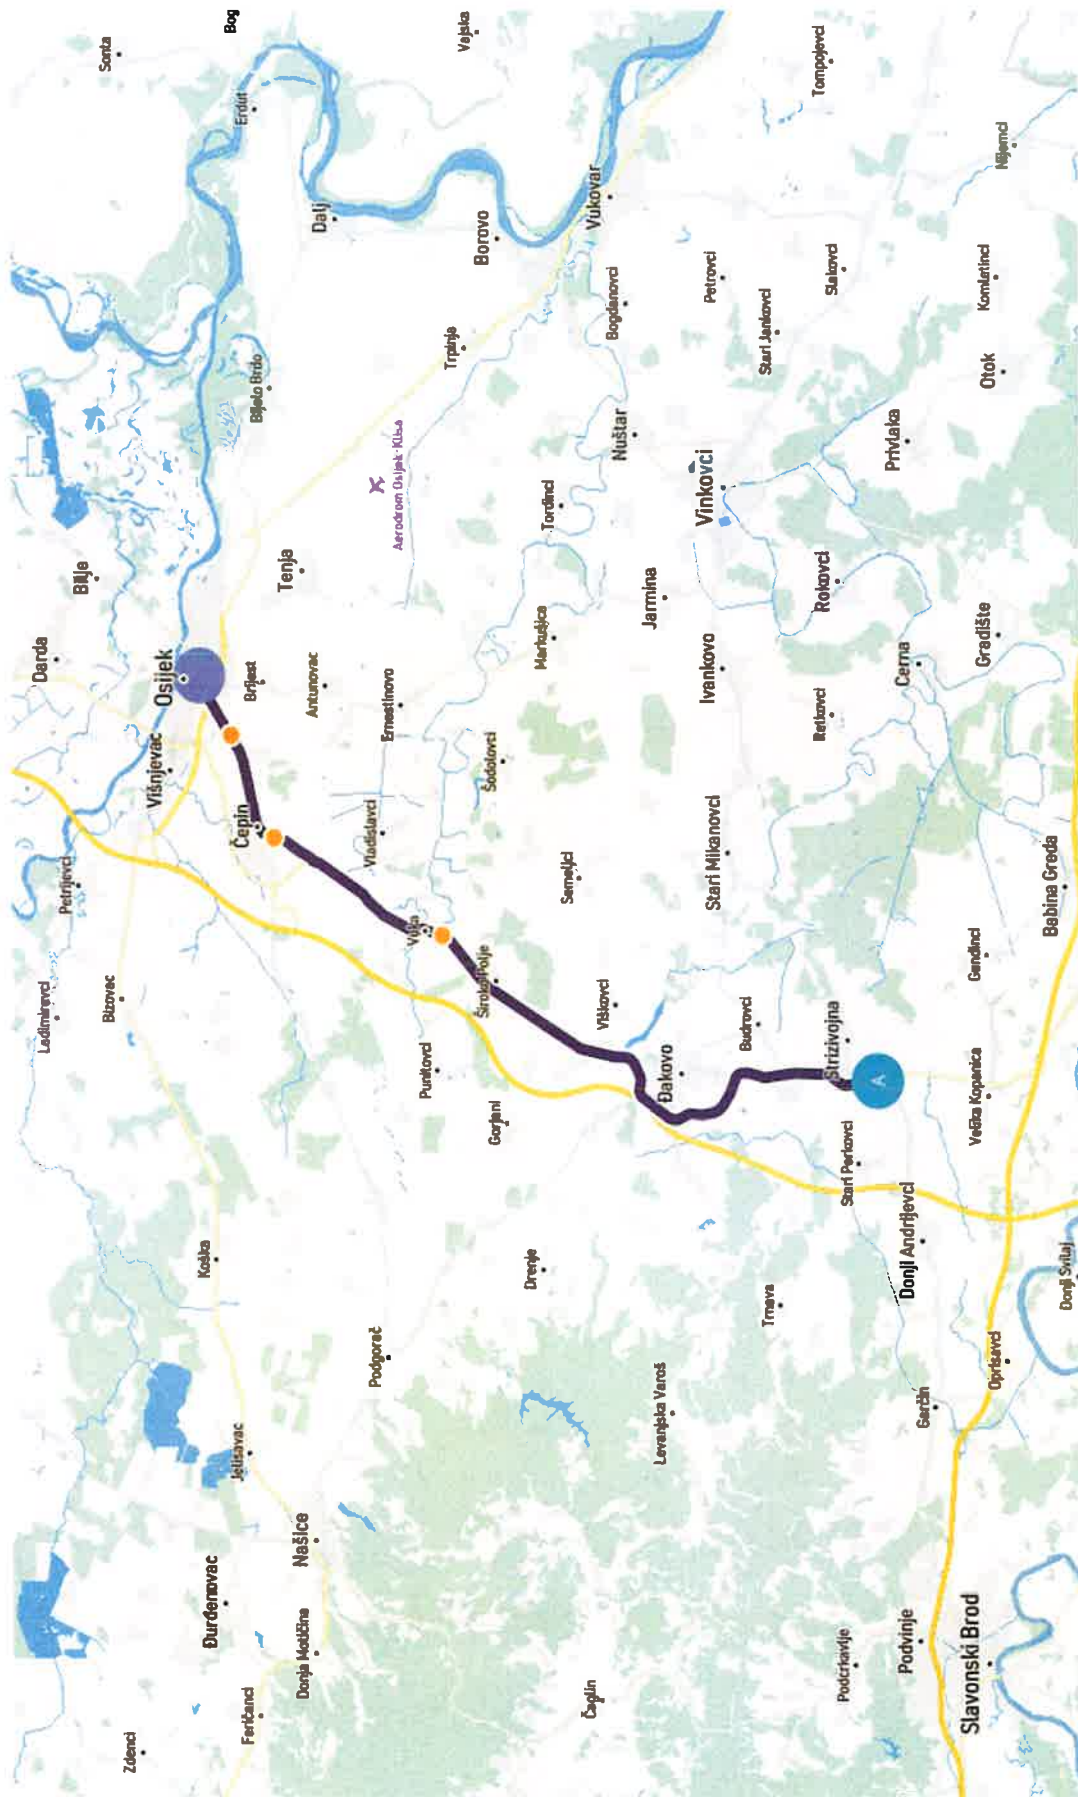 Zdenci
Feričanci
Đurđenovac
Donja Motičina
Našice
Jelisavac
Koška
Podgorač
Bizovac
Ladimirevci
Petrijevci
Višnjevac
Osijek
Darda
Bilje
Sonta
Bog
Erdut
Čepin
Brijest
Tenja
Bijelo Brdo
Antunovac
Dalj
Vladislavci
Ernestinovo
Aerodrom Osijek-Klisa
Vuka
Punitovci
Široko Polje
Gorjani
Šodolovci
Trpinja
Borovo
Vajska
Drenje
Markušica
Tordinci
Semeljci
Viškovci
Čaglin
Vukovar
Bogdanovci
Nuštar
Jarmina
Levanjska Varoš
Đakovo
Ivankovo
Vinkovci
Stari Mikanovci
Petrovci
Budrovci
Trnava
Stari Jankovci
Tompojevci
Slakovci
Strizivojna
A
Rokovci
Retkovci
Stari Perkovci
Podcrkavlje
Privlaka
Cerna
Donji Andrijevci
Podvinje
Garčin
Velika Kopanica
Gundinci
Gradište
Otok
Komletinci
Nijemci
Slavonski Brod
Oprisavci
Babina Greda
Donji Svilaj